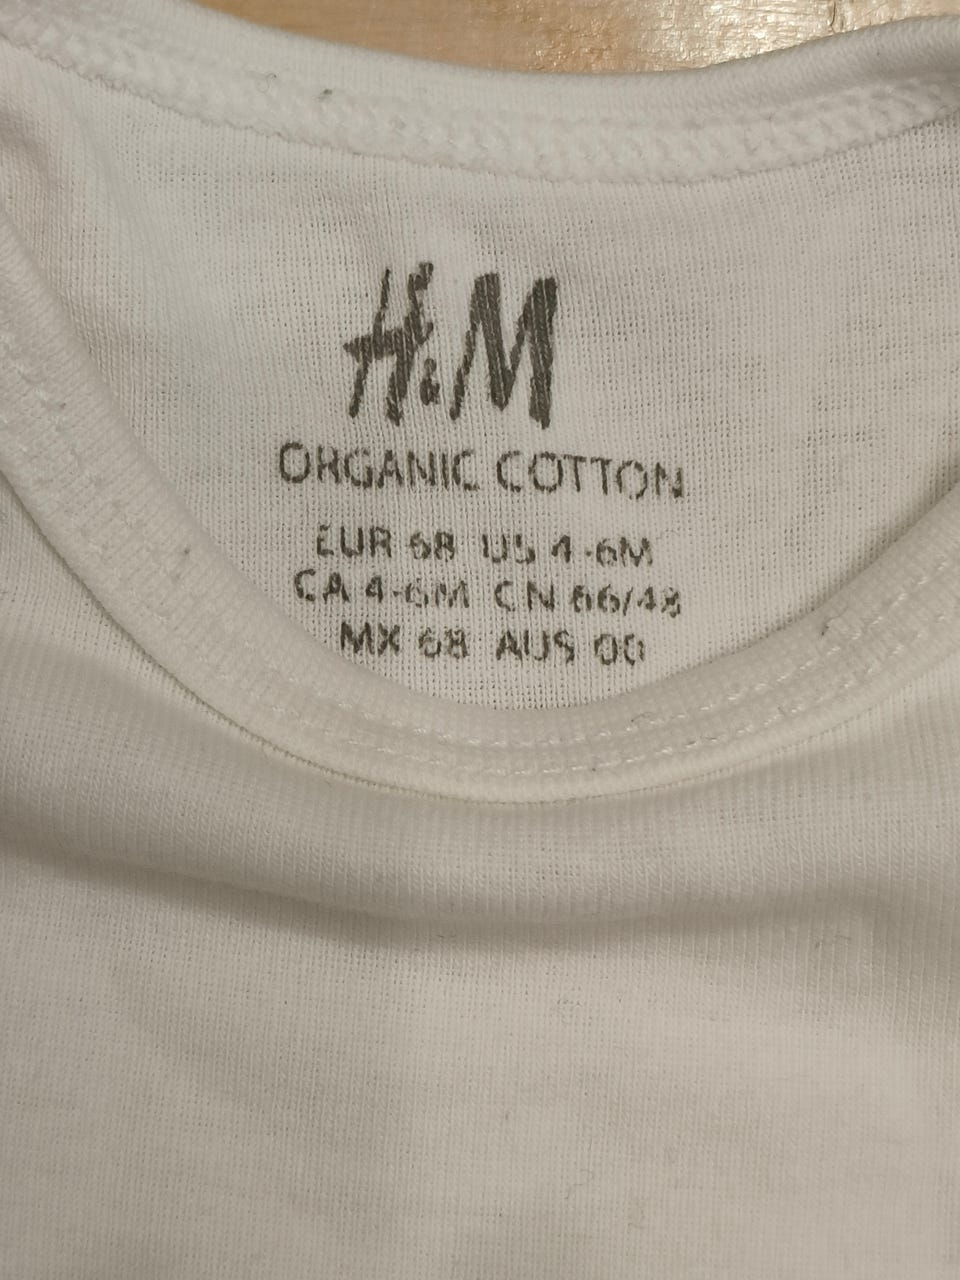 H&M
ORGANIC COTTON
EUR 68 US 4-6M
CA 4-6M CN 66/48
MX 68 AUS 00